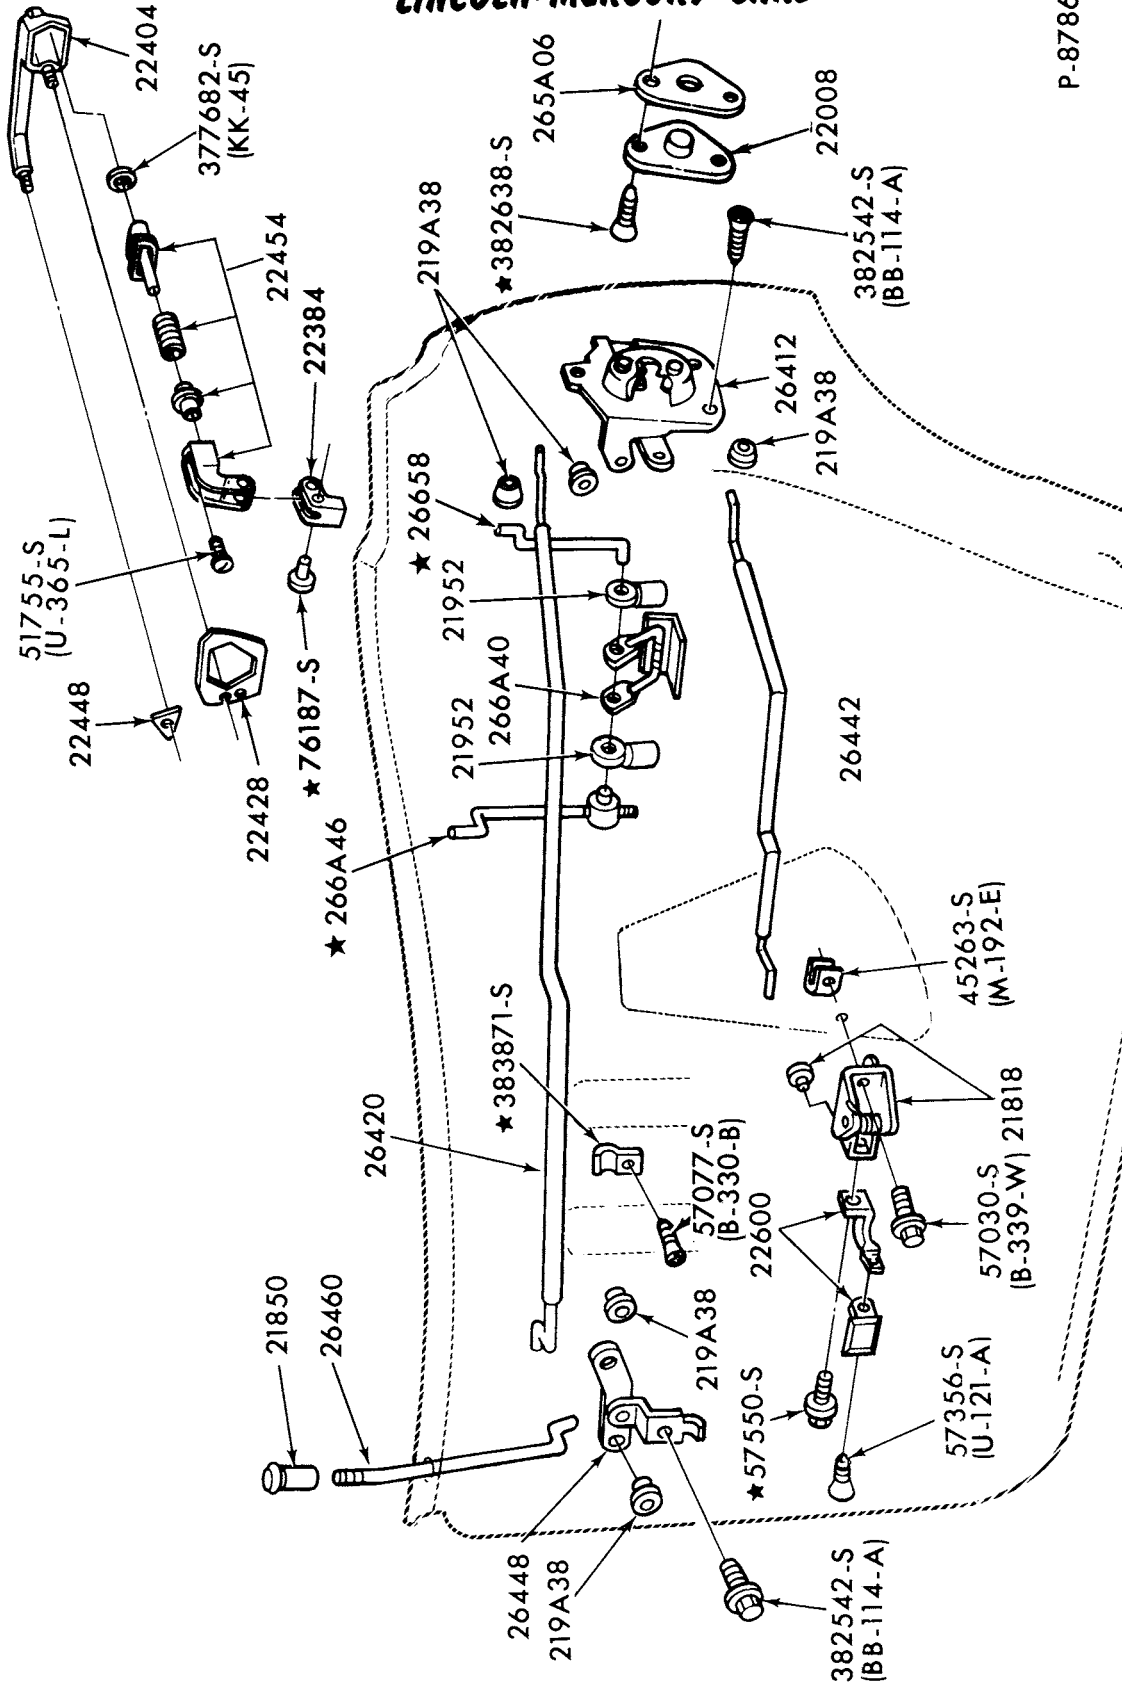 LINCOLN-MERCURY CARS
P-8786
22404
377682-S
(KK-45)
22454
22384
51755-S
(U-365-L)
22448
22428
★76187-S
265A06
22008
★382638-S
219A38
382542-S
(BB-114-A)
26412
219A38
★26658
21952
266A40
21952
★266A46
26442
45263-S
(M-192-E)
★383871-S
26420
57077-S
(B-330-B)
22600
21818
57030-S
(B-339-W)
21850
26460
219A38
★57550-S
57356-S
(U-121-A)
26448
219A38
382542-S
(BB-114-A)